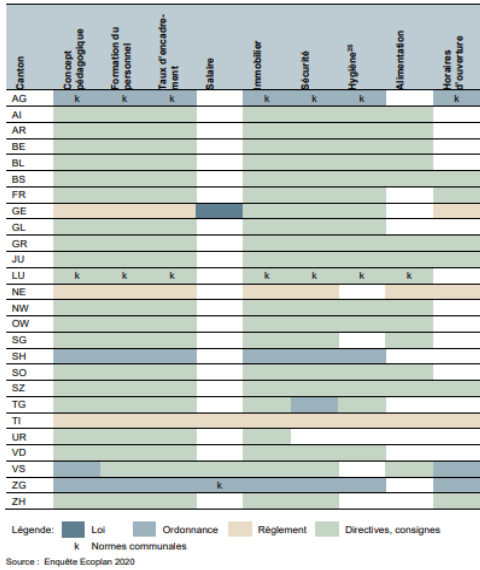 Canton Concept pédagogique Formation du personnel Taux d'encadre-ment Salaire Immobilier Sécurité Hygiène25 Alimentation Horaires d'ouverture
AG k k k k k k k
AI
AR
BE
BL
BS
FR
GE
GL
GR
JU
LU k k k k k k k
NE
NW
OW
SG
SH
SO
SZ
TG
TI
UR
VD
VS
ZG k
ZH
Légende: Loi Ordonnance Règlement Directives, consignes
k Normes communales
Source : Enquête Ecoplan 2020